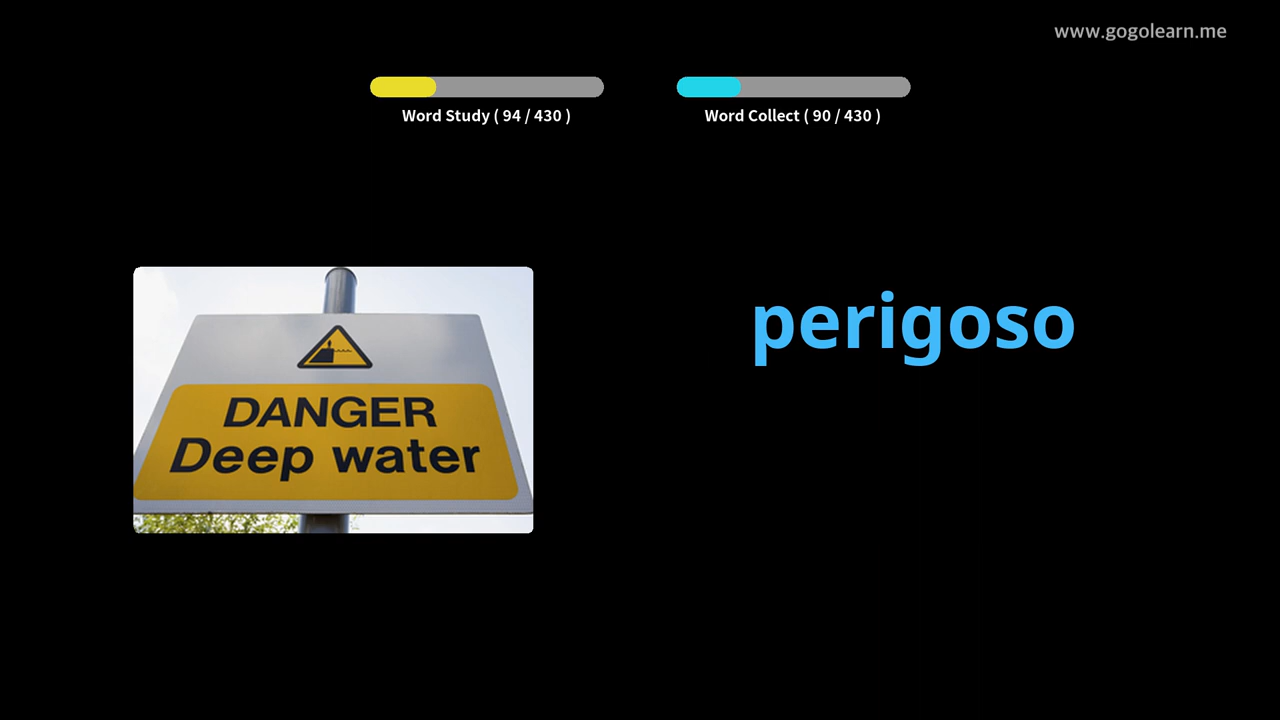 www.gogolearn.me
Word Study ( 94 / 430 )
Word Collect ( 90 / 430 )
DANGER
Deep water
perigoso